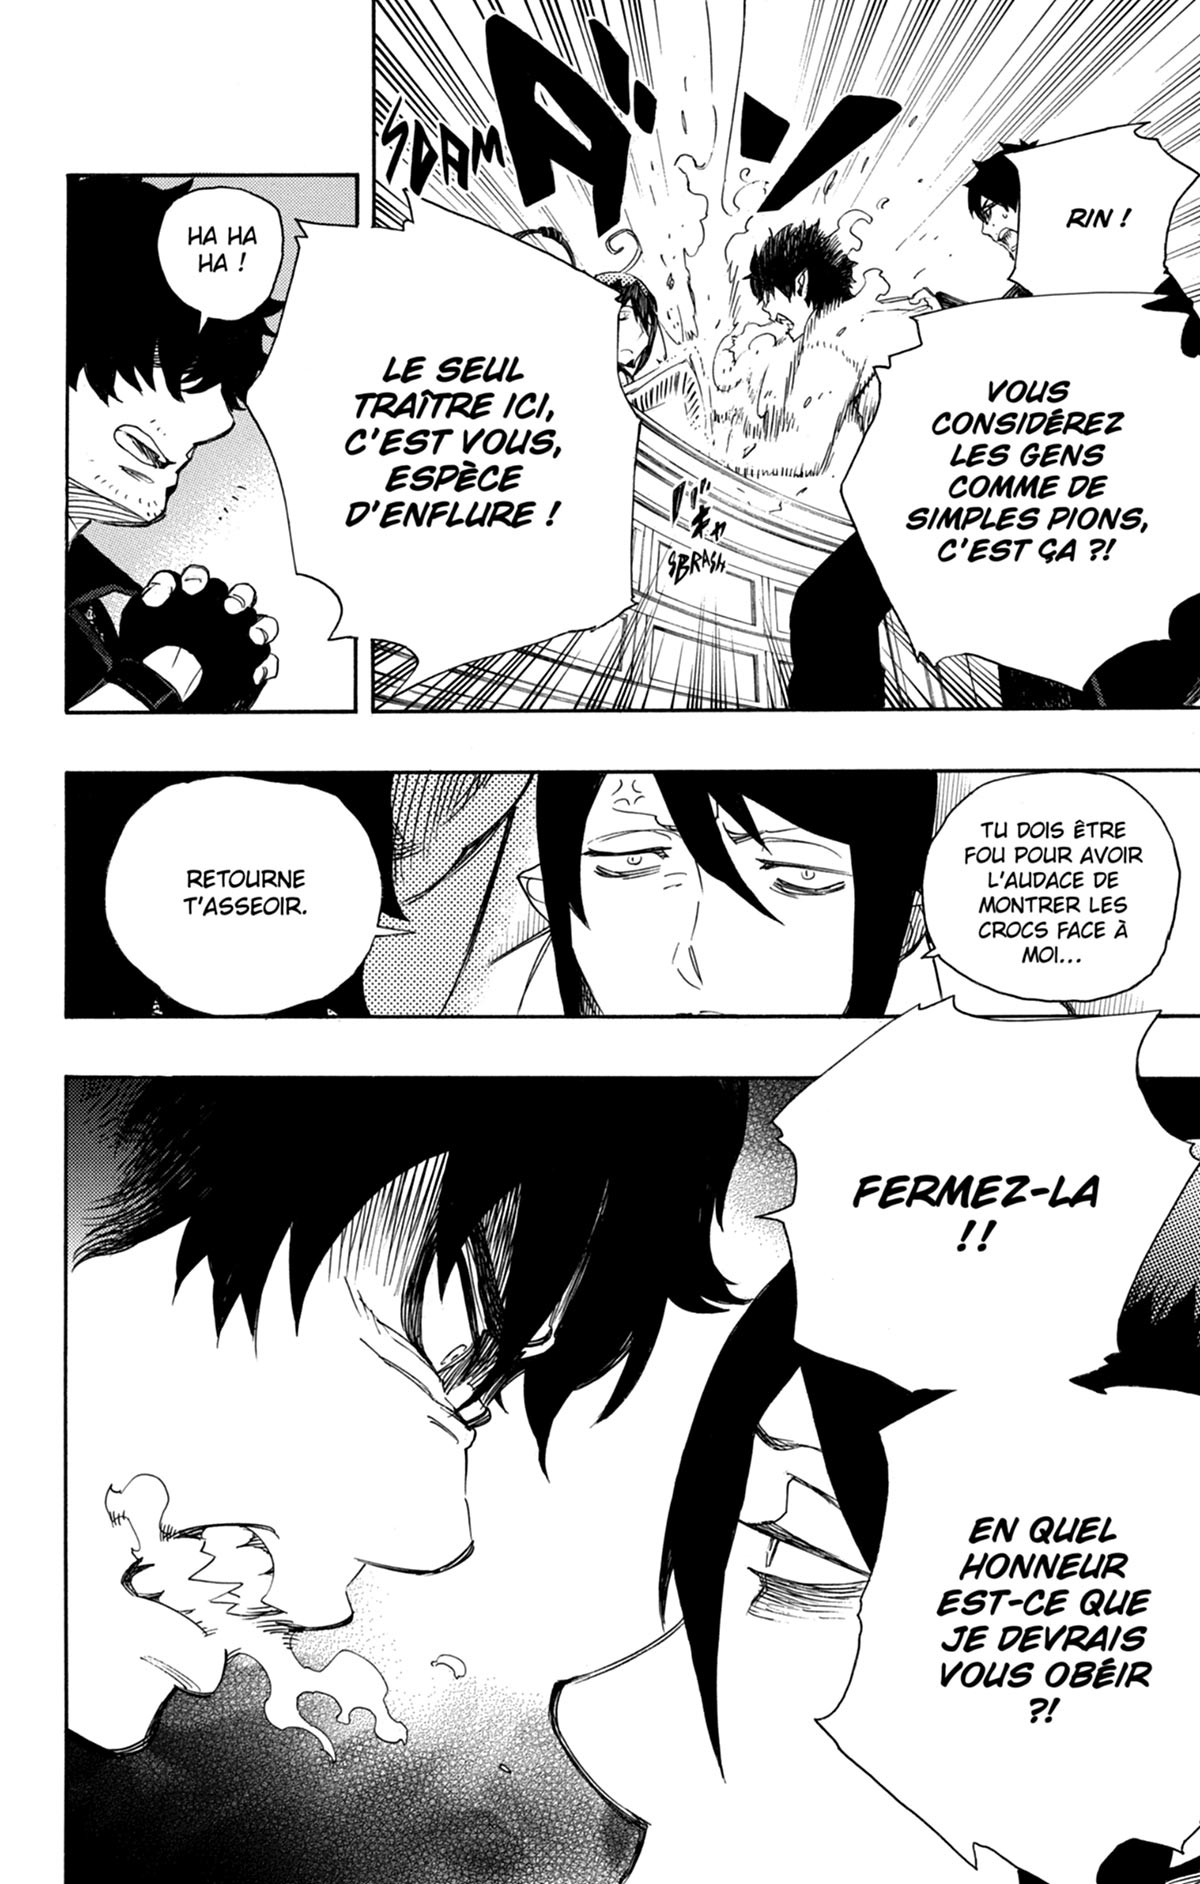 RIN !
VOUS
CONSIDÉREZ
LES GENS
COMME DE
SIMPLES PIONS,
C'EST ÇA ?!
SDAM
SBRASH
LE SEUL
TRAÎTRE ICI,
C'EST VOUS,
ESPÈCE
D'ENFLURE !
HA HA
HA !
TU DOIS ÊTRE
FOU POUR AVOIR
L'AUDACE DE
MONTRER LES
CROCS FACE À
MOI...
RETOURNE
T'ASSEOIR.
FERMEZ-LA
!!
EN QUEL
HONNEUR
EST-CE QUE
JE DEVRAIS
VOUS OBÉIR
?!